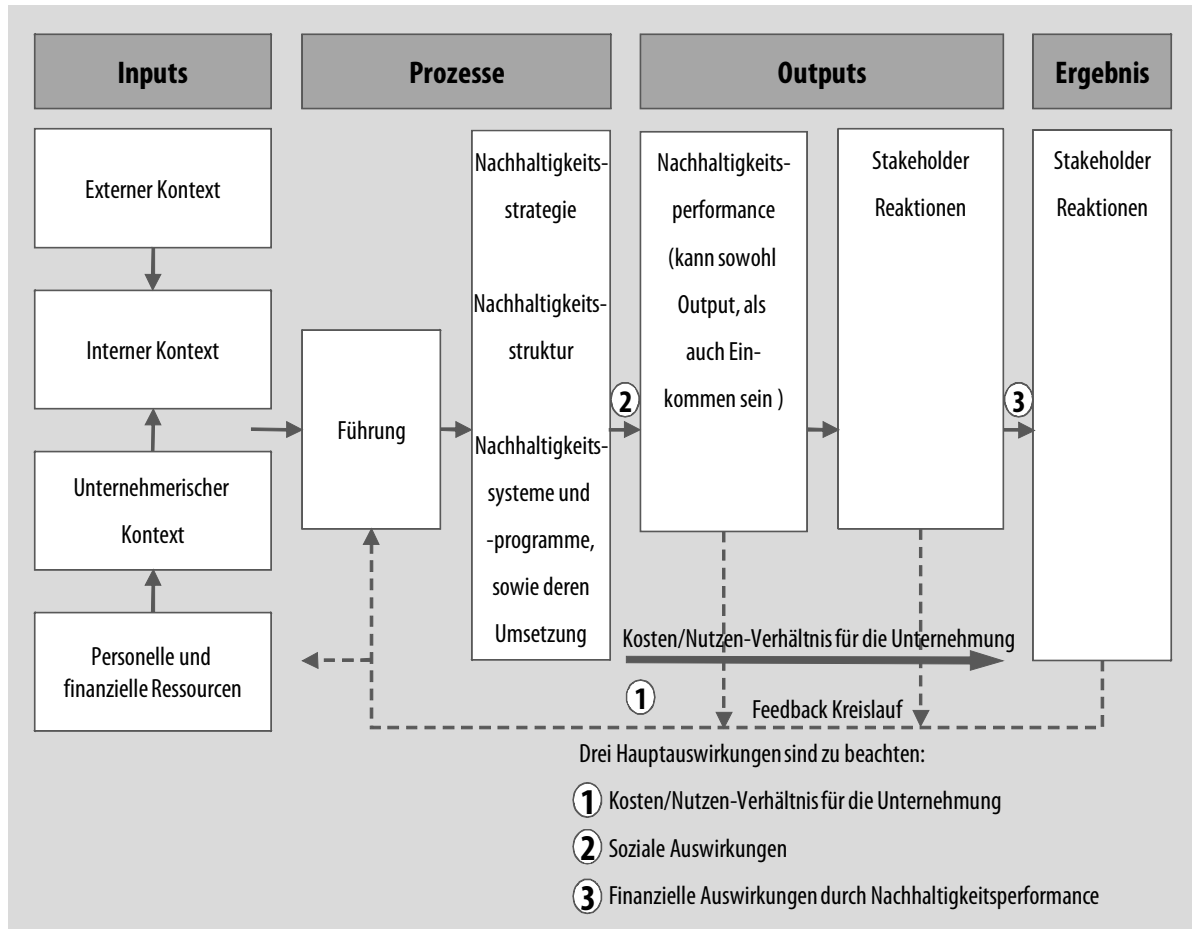 Inputs
Prozesse
Outputs
Ergebnis
Externer Kontext
Interner Kontext
Unternehmerischer
Kontext
Personelle und
finanzielle Ressourcen
Führung
Nachhaltigkeits-
strategie
Nachhaltigkeits-
struktur
Nachhaltigkeits-
systeme und
-programme,
sowie deren
Umsetzung
2
Nachhaltigkeits-
performance
(kann sowohl
Output, als
auch Ein-
kommen sein )
Stakeholder
Reaktionen
3
Stakeholder
Reaktionen
Kosten/Nutzen-Verhältnis für die Unternehmung
1
Feedback Kreislauf
Drei Hauptauswirkungen sind zu beachten:
1 Kosten/Nutzen-Verhältnis für die Unternehmung
2 Soziale Auswirkungen
3 Finanzielle Auswirkungen durch Nachhaltigkeitsperformance